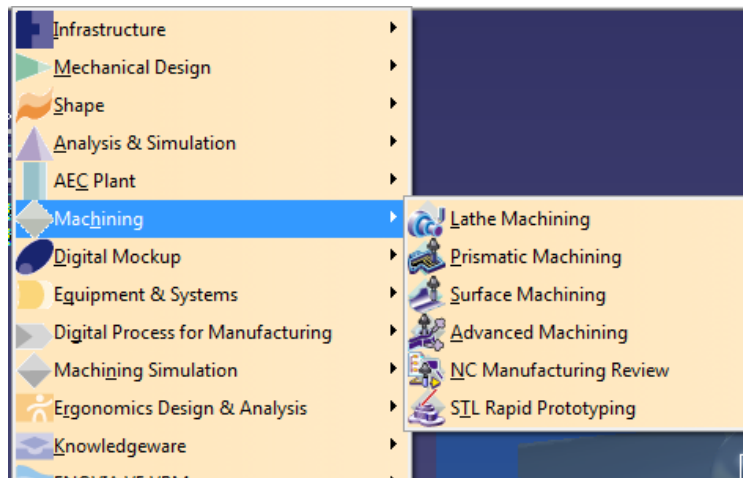 Infrastructure
Mechanical Design
Shape
Analysis & Simulation
AEC Plant
Machining
Digital Mockup
Equipment & Systems
Digital Process for Manufacturing
Machining Simulation
Ergonomics Design & Analysis
Knowledgeware
Lathe Machining
Prismatic Machining
Surface Machining
Advanced Machining
NC Manufacturing Review
STL Rapid Prototyping